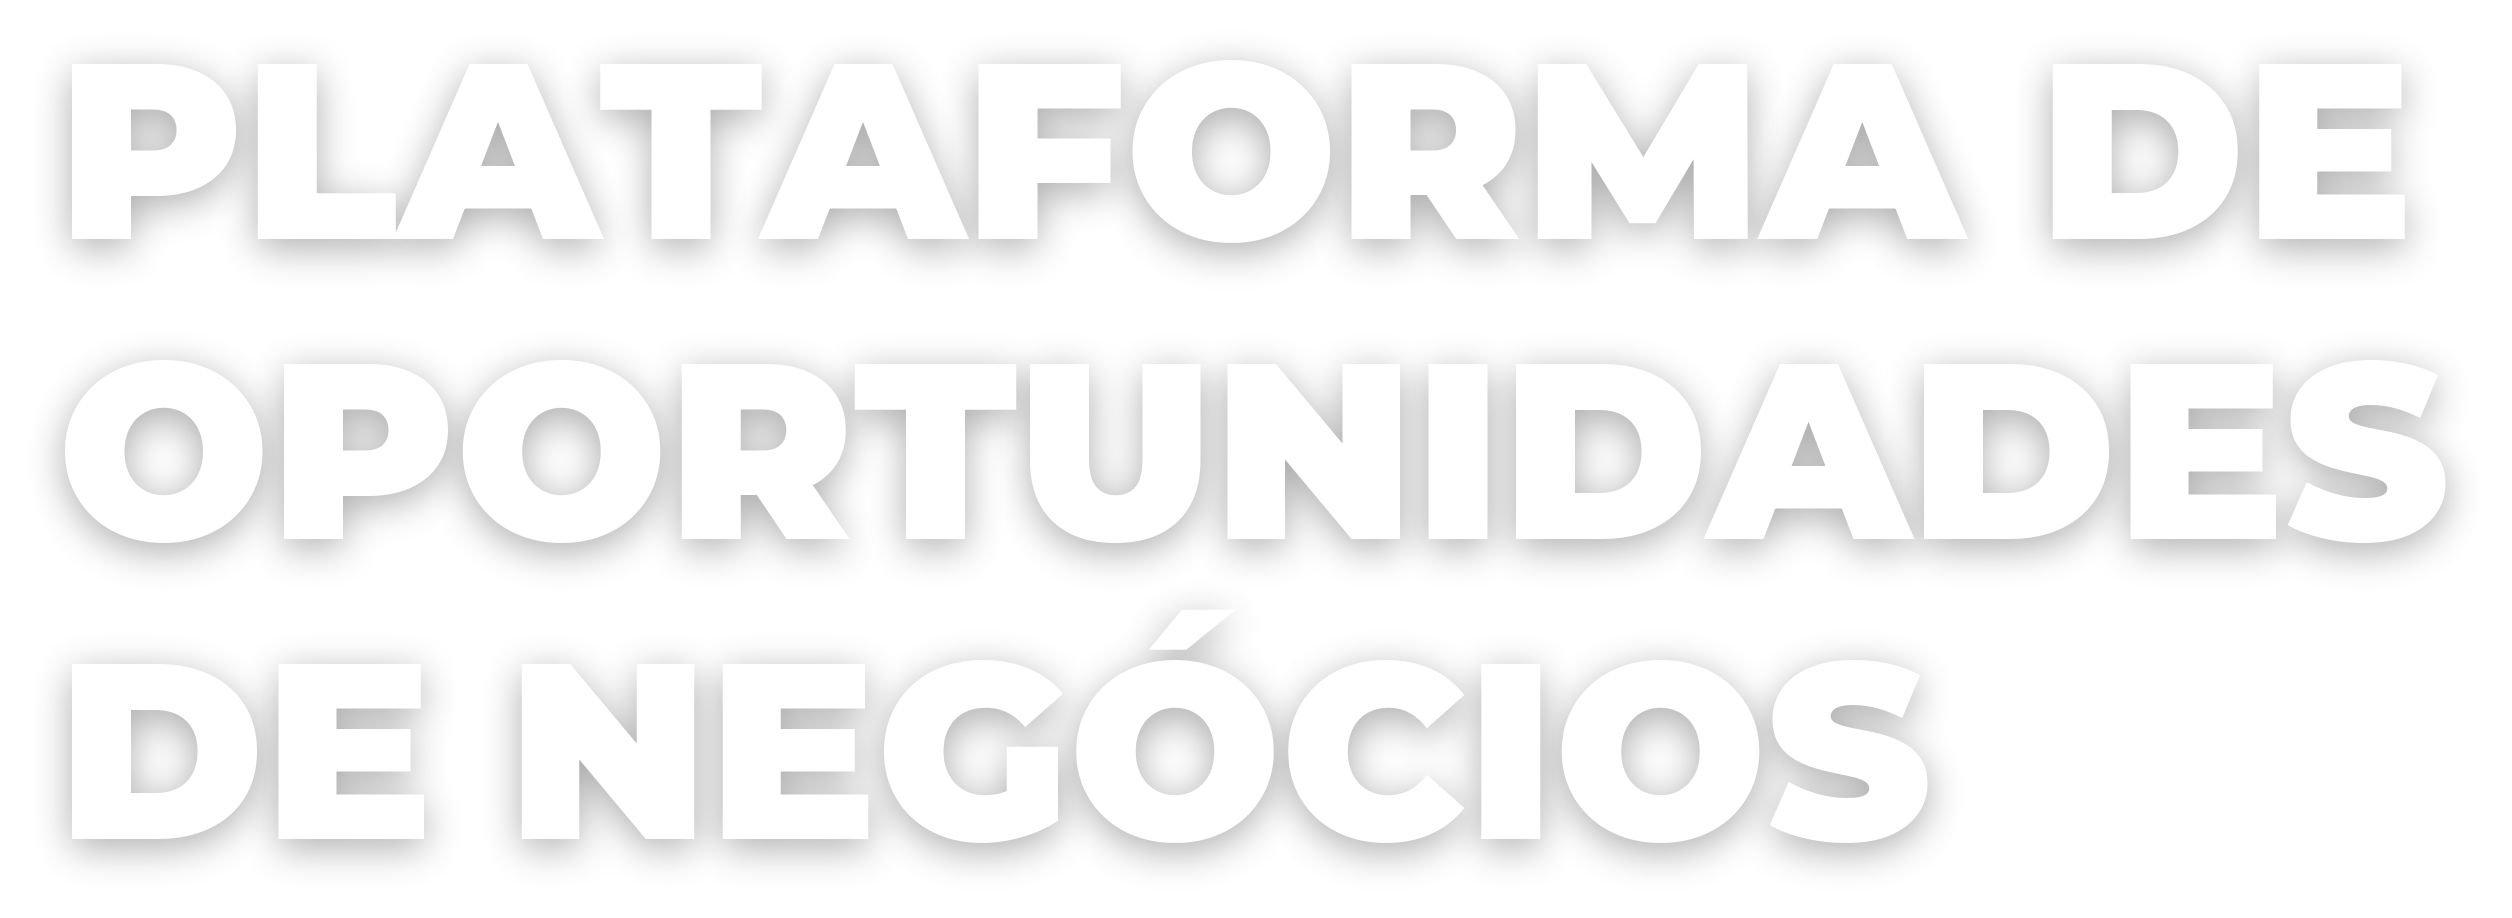 PLATAFORMA DE
OPORTUNIDADES
DE NEGÓCIOS